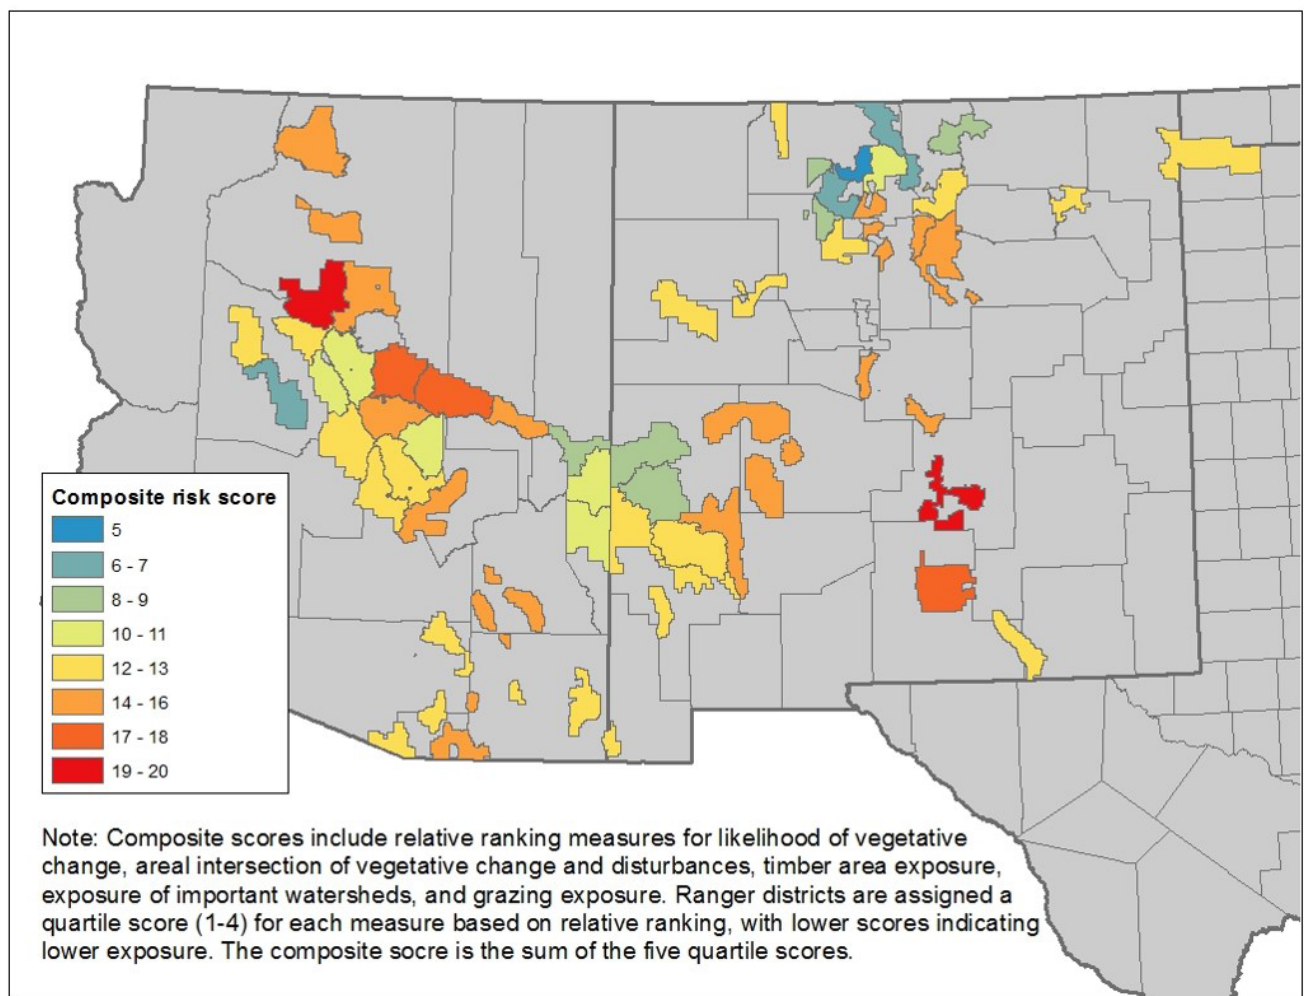 Composite risk score
5
6 - 7
8 - 9
10 - 11
12 - 13
14 - 16
17 - 18
19 - 20
Note: Composite scores include relative ranking measures for likelihood of vegetative
change, areal intersection of vegetative change and disturbances, timber area exposure,
exposure of important watersheds, and grazing exposure. Ranger districts are assigned a
quartile score (1-4) for each measure based on relative ranking, with lower scores indicating
lower exposure. The composite socre is the sum of the five quartile scores.